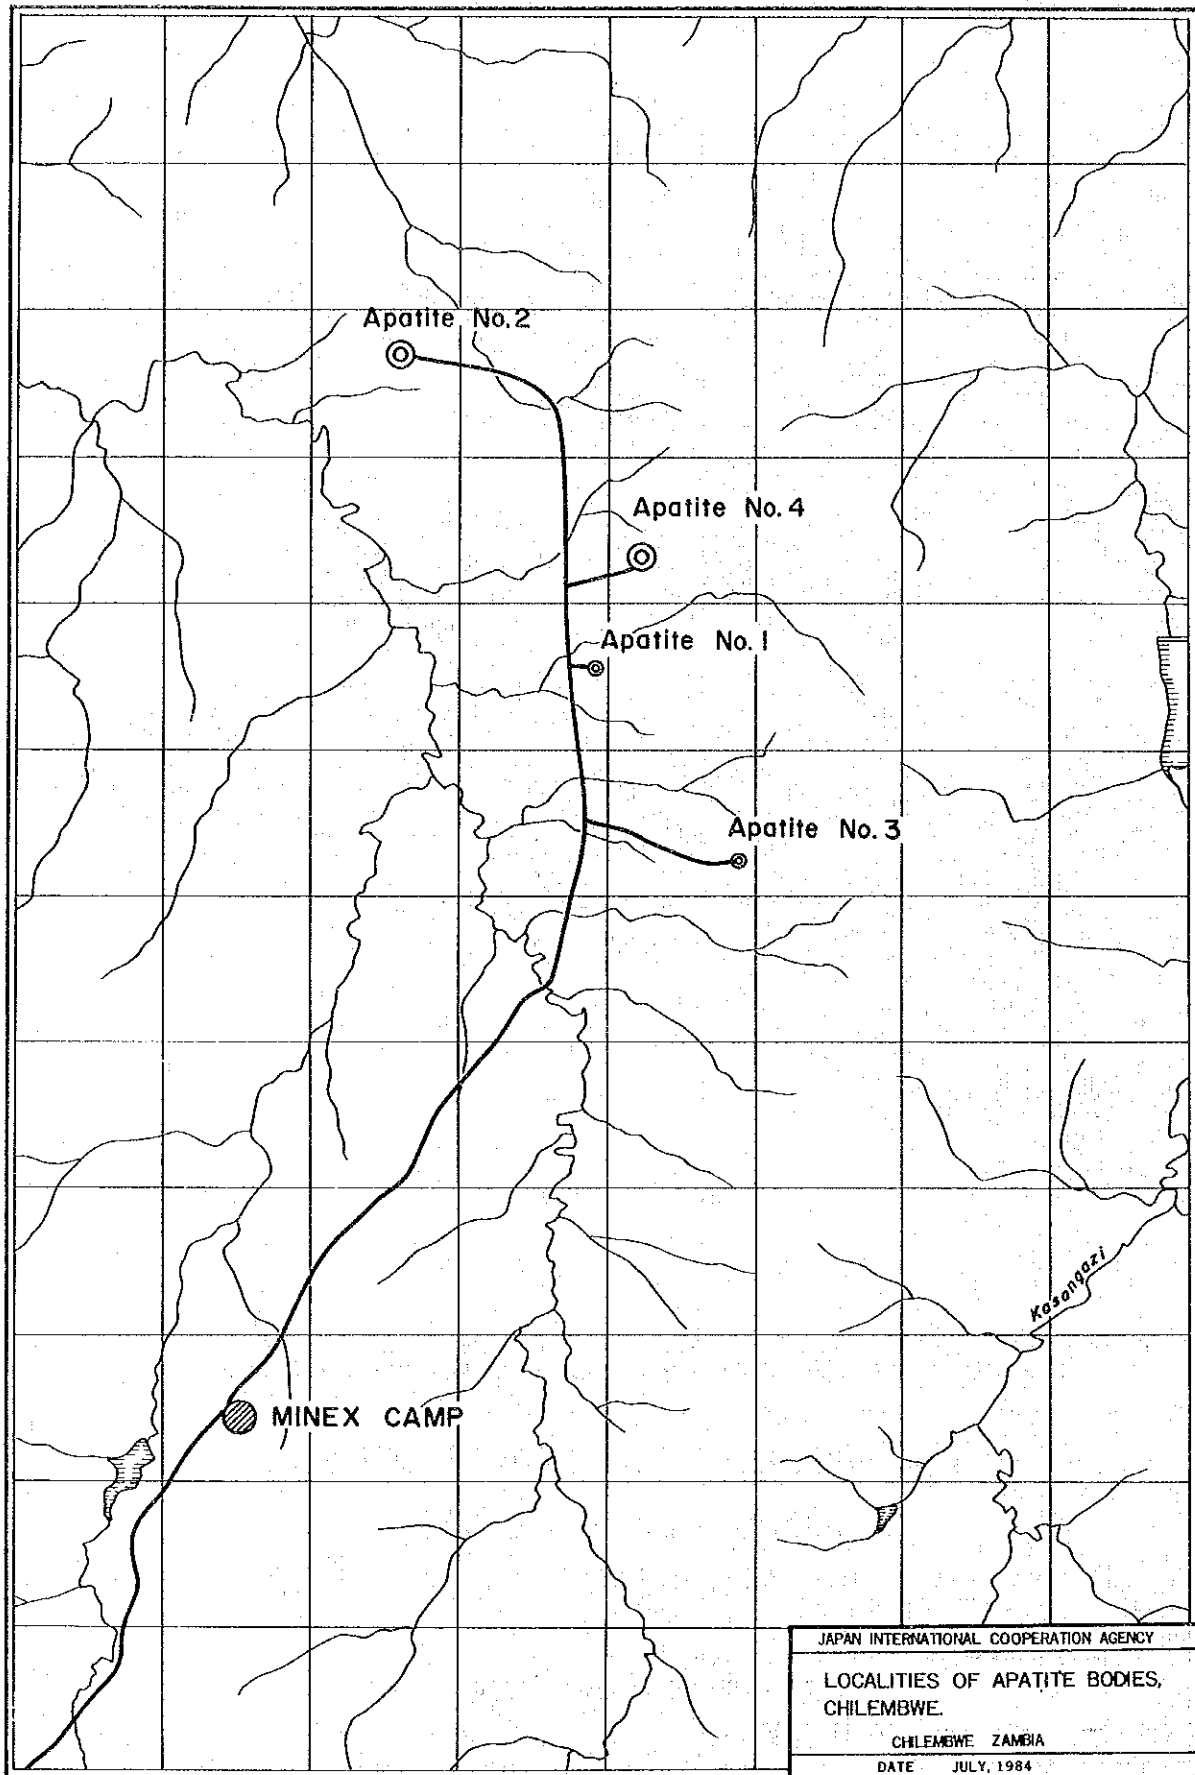 Apatite No.2
Apatite No.4
Apatite No.1
Apatite No.3
Kasangazi
MINEX CAMP
JAPAN INTERNATIONAL COOPERATION AGENCY
LOCALITIES OF APATITE BODIES,
CHILEMBWE.
CHILEMBWE ZAMBIA
DATE JULY, 1984